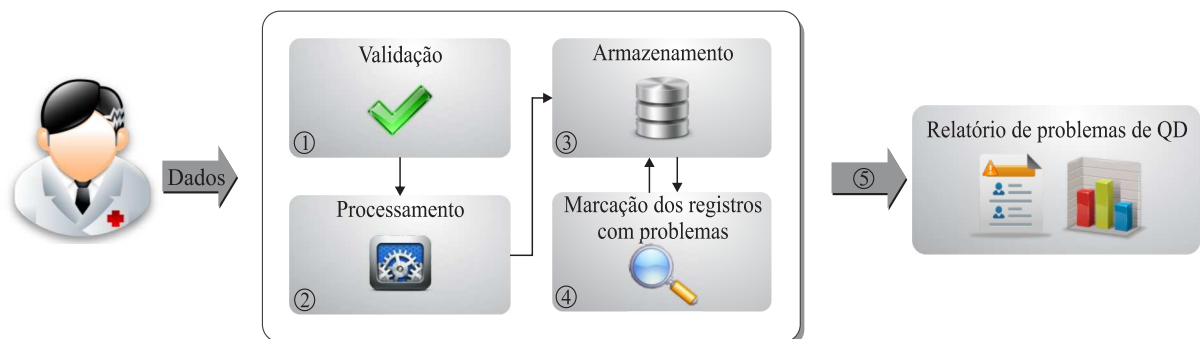 Dados
Validação
①
Processamento
②
Armazenamento
③
Marcação dos registros
com problemas
④
⑤
Relatório de problemas de QD